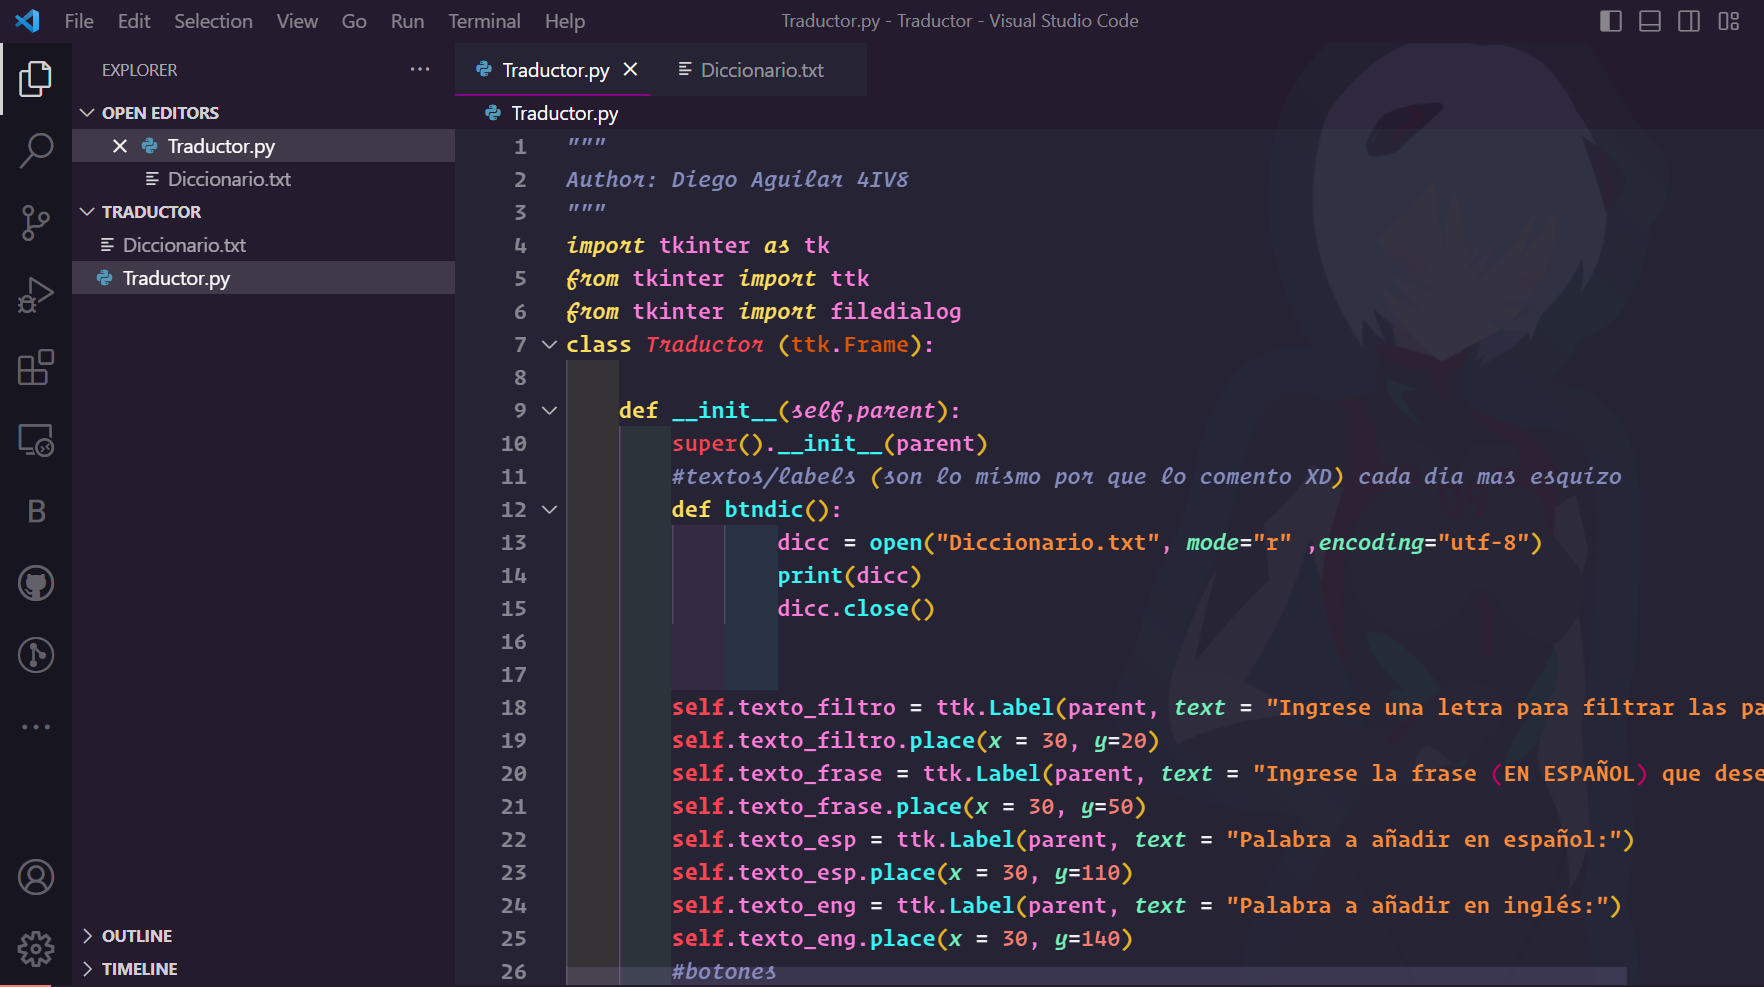 File Edit Selection View Go Run Terminal Help
Traductor.py - Traductor - Visual Studio Code
EXPLORER
OPEN EDITORS
Traductor.py
Diccionario.txt
TRADUCTOR
Diccionario.txt
Traductor.py
OUTLINE
TIMELINE
Traductor.py
Diccionario.txt
Traductor.py
1 """
2 Author: Diego Aguilar 4IV8
3 """
4 import tkinter as tk
5 from tkinter import ttk
6 from tkinter import filedialog
7 class Traductor (ttk.Frame):
8
9 def __init__(self,parent):
10 super().__init__(parent)
11 #textos/labels (son lo mismo por que lo comento XD) cada dia mas esquizo
12 def btndic():
13 dicc = open("Diccionario.txt", mode="r" ,encoding="utf-8")
14 print(dicc)
15 dicc.close()
16
17
18 self.texto_filtro = ttk.Label(parent, text = "Ingrese una letra para filtrar las pa
19 self.texto_filtro.place(x = 30, y=20)
20 self.texto_frase = ttk.Label(parent, text = "Ingrese la frase (EN ESPAÑOL) que dese
21 self.texto_frase.place(x = 30, y=50)
22 self.texto_esp = ttk.Label(parent, text = "Palabra a añadir en español:")
23 self.texto_esp.place(x = 30, y=110)
24 self.texto_eng = ttk.Label(parent, text = "Palabra a añadir en inglés:")
25 self.texto_eng.place(x = 30, y=140)
26 #botones